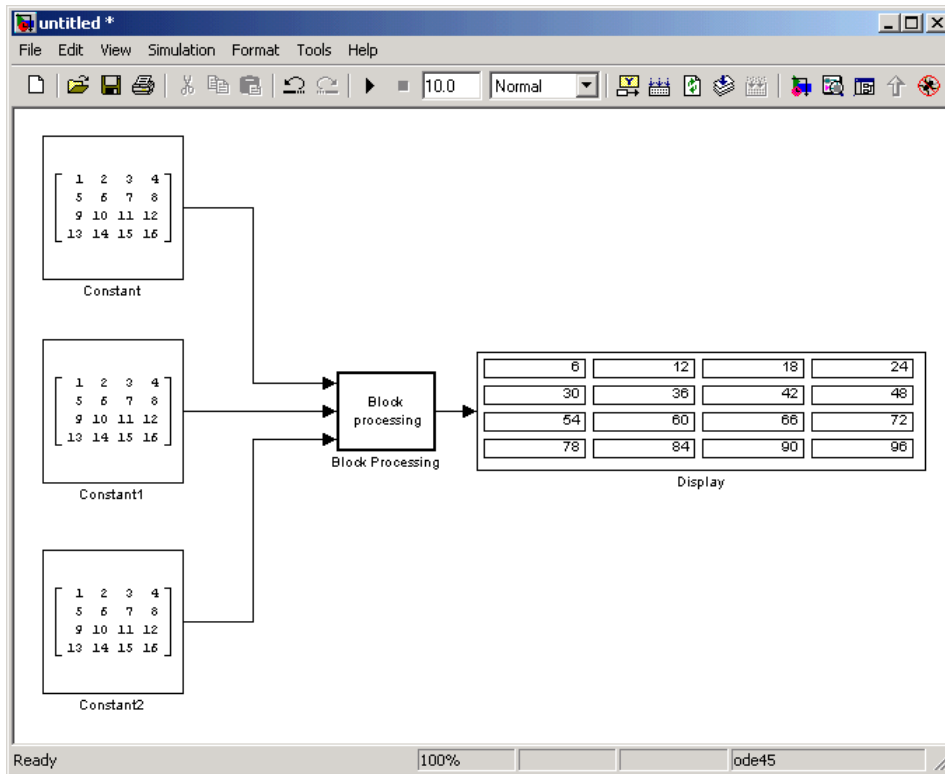 untitled *
File Edit View Simulation Format Tools Help
10.0 Normal
1 2 3 4
5 6 7 8
9 10 11 12
13 14 15 16
Constant
1 2 3 4
5 6 7 8
9 10 11 12
13 14 15 16
Constant1
Block
processing
Block Processing
6 12 18 24
30 36 42 48
54 60 66 72
78 84 90 96
Display
1 2 3 4
5 6 7 8
9 10 11 12
13 14 15 16
Constant2
Ready 100% ode45